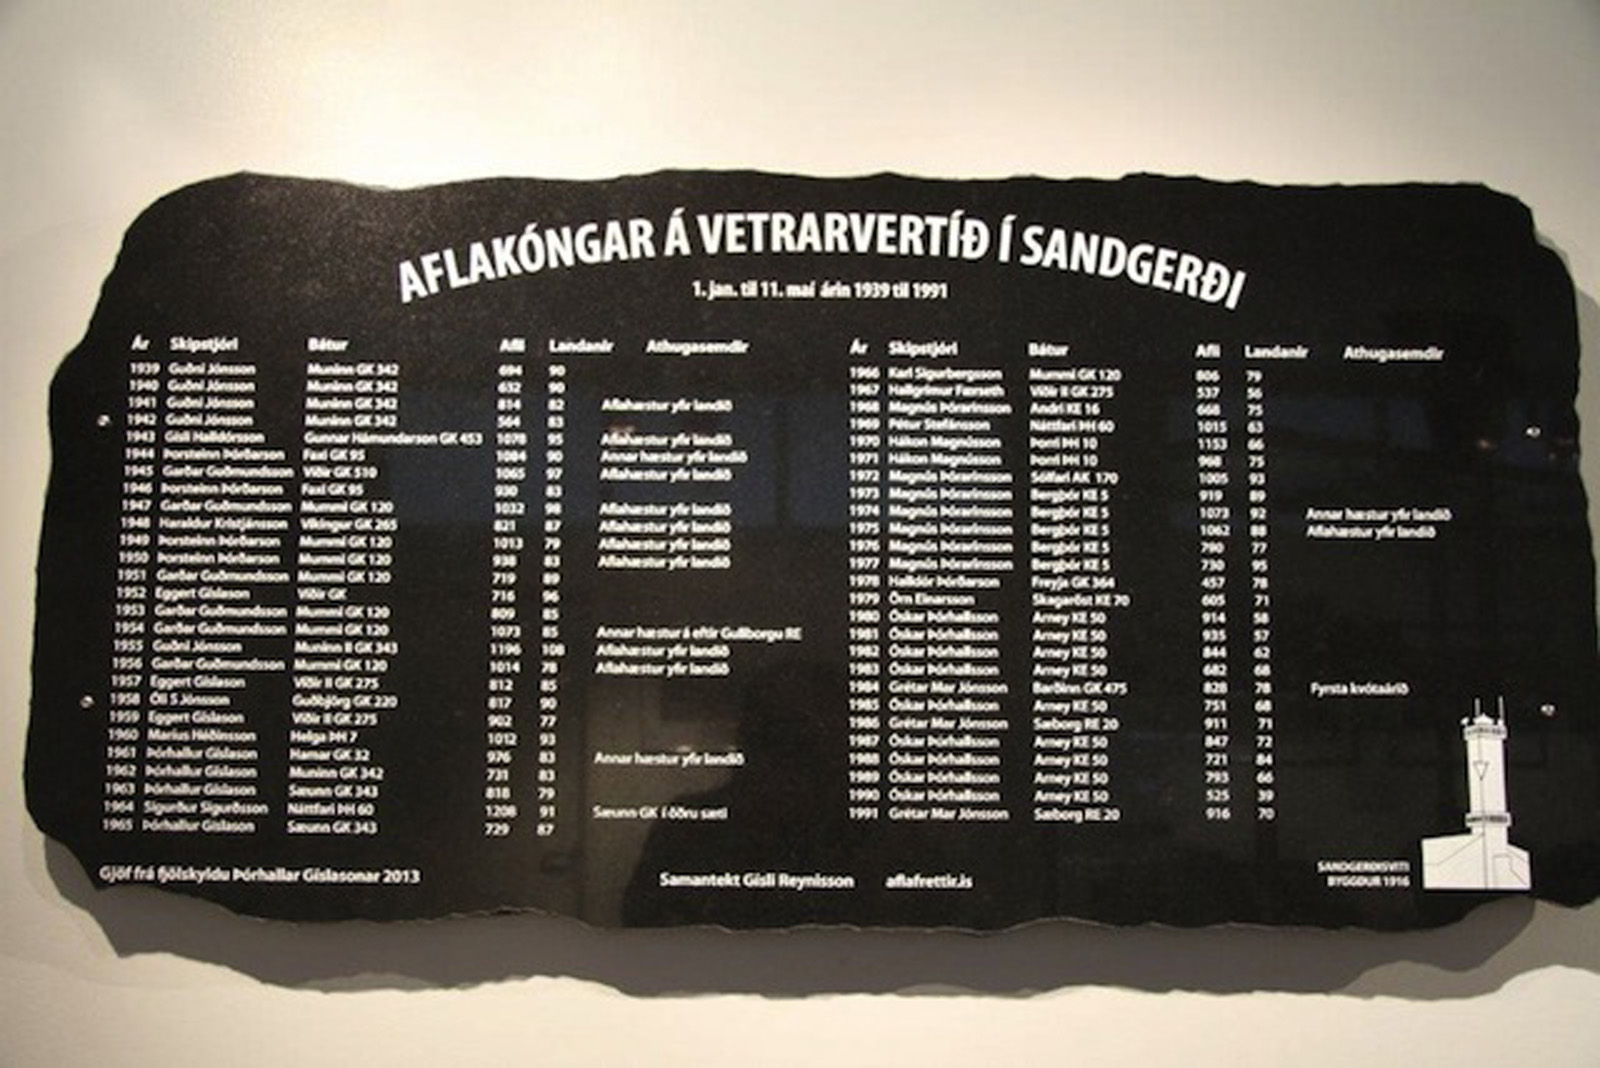 AFLAKÓNGAR Á VETRARVERTÍÐ Í SANDGERÐI
1. jan. til 11. maí árin 1939 til 1991
Ár Skipstjóri Bátur Afli Landanir Athugasemdir
1939 Guðni Jónsson Muninn GK 342 694 90
1940 Guðni Jónsson Muninn GK 342 632 90
1941 Guðni Jónsson Muninn GK 342 814 82 Aflahæstur yfir landið
1942 Guðni Jónsson Muninn GK 342 564 83
1943 Gísli Halldórsson Gunnar Hámundarson GK 453 1078 95 Aflahæstur yfir landið
1944 Þorsteinn Þórðarson Faxi GK 95 1084 90 Annar hæstur yfir landið
1945 Garðar Guðmundsson Víðir GK 510 1065 97 Aflahæstur yfir landið
1946 Þorsteinn Þórðarson Faxi GK 95 930 83
1947 Garðar Guðmundsson Mummi GK 120 1032 98 Aflahæstur yfir landið
1948 Haraldur Kristjánsson Víkingur GK 265 821 87 Aflahæstur yfir landið
1949 Þorsteinn Þórðarson Mummi GK 120 1013 79 Aflahæstur yfir landið
1950 Þorsteinn Þórðarson Mummi GK 120 938 83 Aflahæstur yfir landið
1951 Garðar Guðmundsson Mummi GK 120 719 89
1952 Eggert Gíslason Víðir GK 716 96
1953 Garðar Guðmundsson Mummi GK 120 809 85
1954 Garðar Guðmundsson Mummi GK 120 1073 85 Annar hæstur á eftir Gullborgu RE
1955 Guðni Jónsson Muninn II GK 343 1196 108 Aflahæstur yfir landið
1956 Garðar Guðmundsson Mummi GK 120 1014 78 Aflahæstur yfir landið
1957 Eggert Gíslason Víðir II GK 275 812 85
1958 Óli S Jónsson Guðbjörg GK 220 817 90
1959 Eggert Gíslason Víðir II GK 275 902 77
1960 Maríus Héðinsson Helga ÞH 7 1012 93
1961 Þórhallur Gíslason Hamar GK 32 976 83 Annar hæstur yfir landið
1962 Þórhallur Gíslason Muninn GK 342 731 83
1963 Þórhallur Gíslason Sæunn GK 343 818 79
1964 Sigurður Sigurðsson Náttfari ÞH 60 1208 91 Sæunn GK í öðru sæti
1965 Þórhallur Gíslason Sæunn GK 343 729 87
Ár Skipstjóri Bátur Afli Landanir Athugasemdir
1966 Karl Sigurbergsson Mummi GK 120 806 79
1967 Hallgrímur Færseth Víðir II GK 275 537 56
1968 Magnús Þórarinsson Andri KE 16 668 75
1969 Pétur Stefánsson Náttfari ÞH 60 1015 63
1970 Hákon Magnússon Þorri ÞH 10 1153 66
1971 Hákon Magnússon Þorri ÞH 10 968 75
1972 Magnús Þórarinsson Sólfari AK 170 1005 93
1973 Magnús Þórarinsson Bergþór KE 5 919 89
1974 Magnús Þórarinsson Bergþór KE 5 1073 92 Annar hæstur yfir landið
1975 Magnús Þórarinsson Bergþór KE 5 1062 88 Aflahæstur yfir landið
1976 Magnús Þórarinsson Bergþór KE 5 790 77
1977 Magnús Þórarinsson Bergþór KE 5 730 95
1978 Halldór Þórðarson Freyja GK 364 457 78
1979 Örn Einarsson Skagaröst KE 70 605 71
1980 Óskar Þórhallsson Arney KE 50 914 58
1981 Óskar Þórhallsson Arney KE 50 935 57
1982 Óskar Þórhallsson Arney KE 50 844 62
1983 Óskar Þórhallsson Arney KE 50 682 68
1984 Grétar Mar Jónsson Barðinn GK 475 828 78 Fyrsta kvótaárið
1985 Óskar Þórhallsson Arney KE 50 751 68
1986 Grétar Mar Jónsson Sæborg RE 20 911 71
1987 Óskar Þórhallsson Arney KE 50 847 72
1988 Óskar Þórhallsson Arney KE 50 721 84
1989 Óskar Þórhallsson Arney KE 50 793 66
1990 Óskar Þórhallsson Arney KE 50 525 39
1991 Grétar Mar Jónsson Sæborg RE 20 916 70
Gjöf frá fjölskyldu Þórhallar Gíslasonar 2013
Samantekt Gísli Reynisson aflafrettir.is
SANDGERÐISVITI
BYGGÐUR 1916